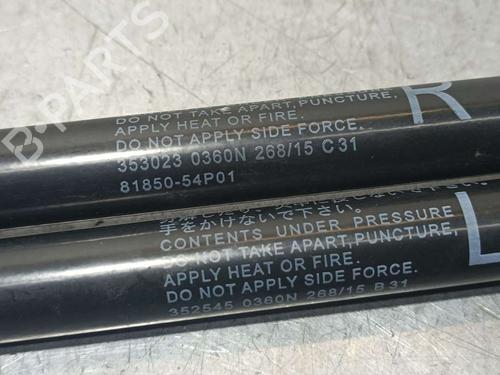 B-PARTS
DO NOT TAKE APART,PUNCTURE,
APPLY HEAT OR FIRE.
DO NOT APPLY SIDE FORCE.
353023 0360N 268/15 C31
81850-54P01
R
手をかけないで下さい。
CONTENTS UNDER PRESSURE
DO NOT TAKE APART,PUNCTURE,
APPLY HEAT OR FIRE.
DO NOT APPLY SIDE FORCE.
352545 0360N 268/15 B31
L